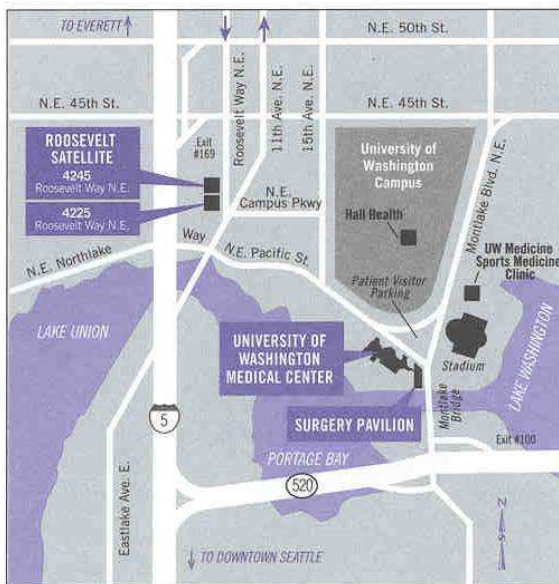 TO EVERETT
N.E. 50th St.
Roosevelt Way N.E.
11th Ave. N.E.
15th Ave. N.E.
N.E. 45th St.
N.E. 45th St.
ROOSEVELT
SATELLITE
4245
Roosevelt Way N.E.
4225
Roosevelt Way N.E.
Exit
#169
University of
Washington
Campus
Montlake Blvd. N.E.
N.E.
Campus Pkwy
Hall Health
N.E. Northlake
Way
N.E. Pacific St.
UW Medicine
Sports Medicine
Clinic
Patient Visitor
Parking
LAKE UNION
UNIVERSITY OF
WASHINGTON
MEDICAL CENTER
Stadium
LAKE WASHINGTON
SURGERY PAVILION
Montlake
Bridge
5
Exit #100
PORTAGE BAY
520
Eastlake Ave. E.
TO DOWNTOWN SEATTLE
N